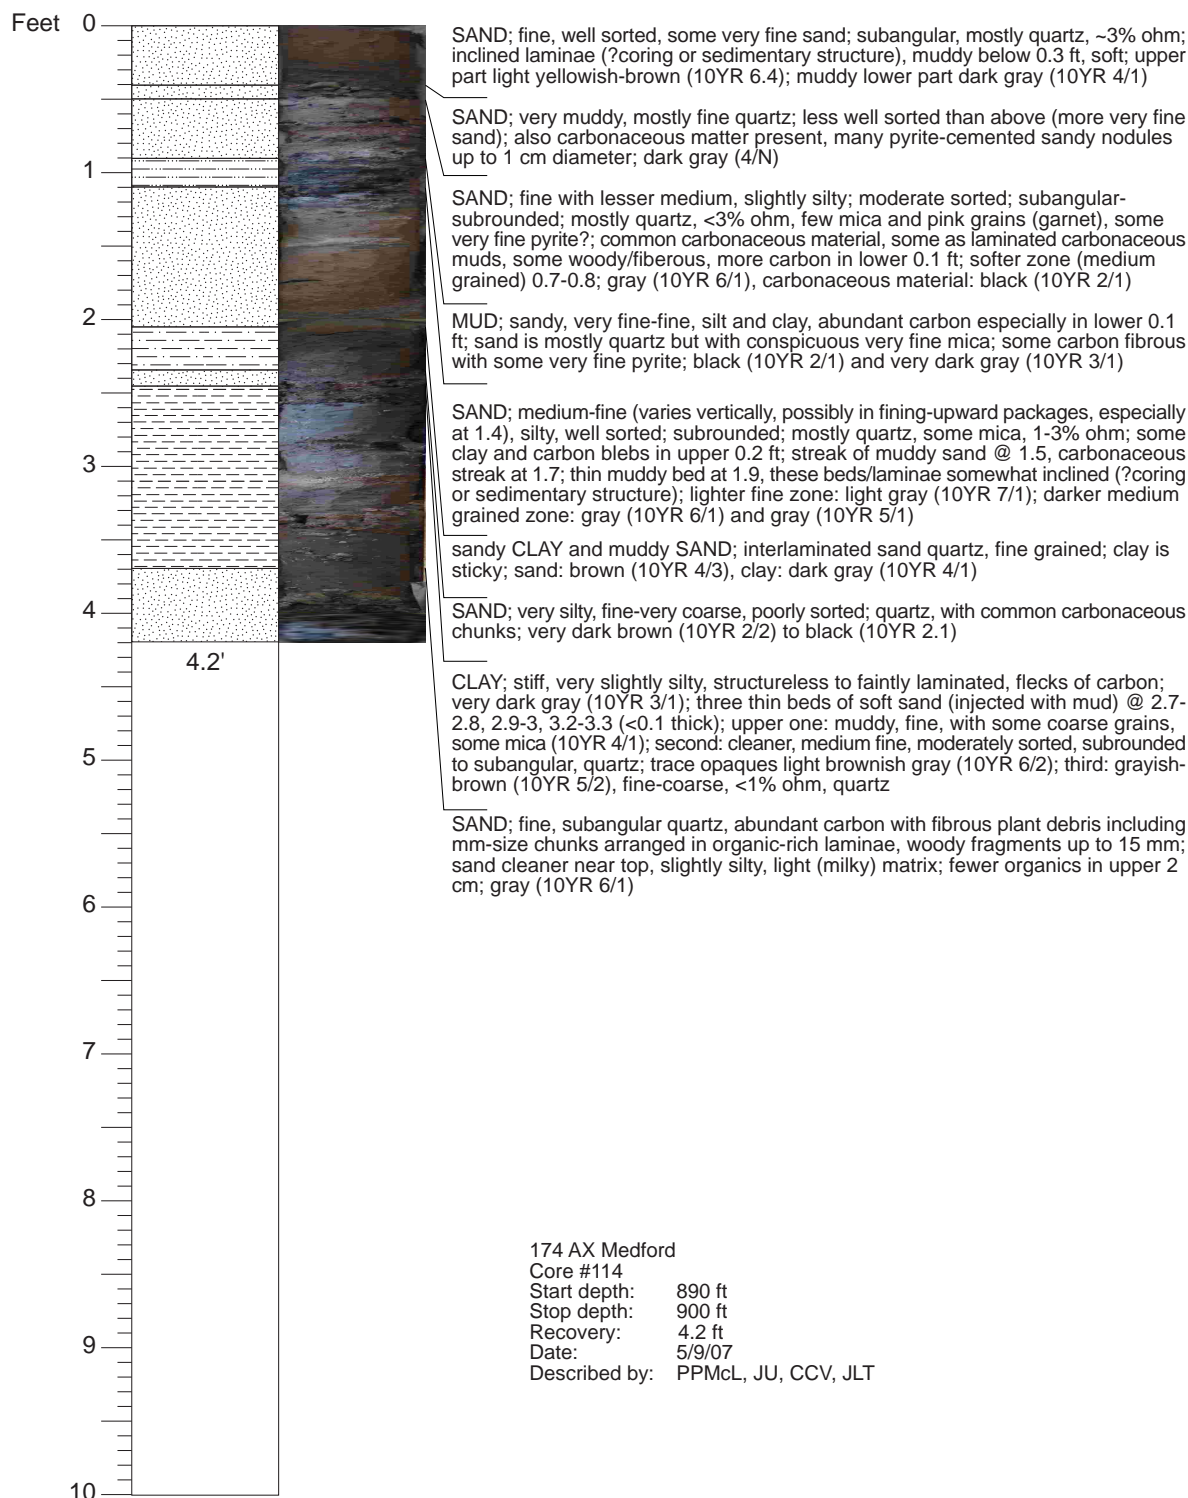 Feet 0
SAND; fine, well sorted, some very fine sand; subangular, mostly quartz, ~3% ohm;
inclined laminae (?coring or sedimentary structure), muddy below 0.3 ft, soft; upper
part light yellowish-brown (10YR 6.4); muddy lower part dark gray (10YR 4/1)
SAND; very muddy, mostly fine quartz; less well sorted than above (more very fine
sand); also carbonaceous matter present, many pyrite-cemented sandy nodules
up to 1 cm diameter; dark gray (4/N)
1
SAND; fine with lesser medium, slightly silty; moderate sorted; subangular-
subrounded; mostly quartz, <3% ohm, few mica and pink grains (garnet), some
very fine pyrite?; common carbonaceous material, some as laminated carbonaceous
muds, some woody/fiberous, more carbon in lower 0.1 ft; softer zone (medium
grained) 0.7-0.8; gray (10YR 6/1), carbonaceous material: black (10YR 2/1)
2
MUD; sandy, very fine-fine, silt and clay, abundant carbon especially in lower 0.1
ft; sand is mostly quartz but with conspicuous very fine mica; some carbon fibrous
with some very fine pyrite; black (10YR 2/1) and very dark gray (10YR 3/1)
SAND; medium-fine (varies vertically, possibly in fining-upward packages, especially
at 1.4), silty, well sorted; subrounded; mostly quartz, some mica, 1-3% ohm; some
clay and carbon blebs in upper 0.2 ft; streak of muddy sand @ 1.5, carbonaceous
3
streak at 1.7; thin muddy bed at 1.9, these beds/laminae somewhat inclined (?coring
or sedimentary structure); lighter fine zone: light gray (10YR 7/1); darker medium
grained zone: gray (10YR 6/1) and gray (10YR 5/1)
sandy CLAY and muddy SAND; interlaminated sand quartz, fine grained; clay is
sticky; sand: brown (10YR 4/3), clay: dark gray (10YR 4/1)
4
SAND; very silty, fine-very coarse, poorly sorted; quartz, with common carbonaceous
chunks; very dark brown (10YR 2/2) to black (10YR 2.1)
4.2'
CLAY; stiff, very slightly silty, structureless to faintly laminated, flecks of carbon;
very dark gray (10YR 3/1); three thin beds of soft sand (injected with mud) @ 2.7-
2.8, 2.9-3, 3.2-3.3 (<0.1 thick); upper one: muddy, fine, with some coarse grains,
some mica (10YR 4/1); second: cleaner, medium fine, moderately sorted, subrounded
5
to subangular, quartz; trace opaques light brownish gray (10YR 6/2); third: grayish-
brown (10YR 5/2), fine-coarse, <1% ohm, quartz
SAND; fine, subangular quartz, abundant carbon with fibrous plant debris including
mm-size chunks arranged in organic-rich laminae, woody fragments up to 15 mm;
sand cleaner near top, slightly silty, light (milky) matrix; fewer organics in upper 2
cm; gray (10YR 6/1)
6
7
8
174 AX Medford
Core #114
Start depth: 890 ft
Stop depth: 900 ft
Recovery: 4.2 ft
9
Date: 5/9/07
Described by: PPMcL, JU, CCV, JLT
10